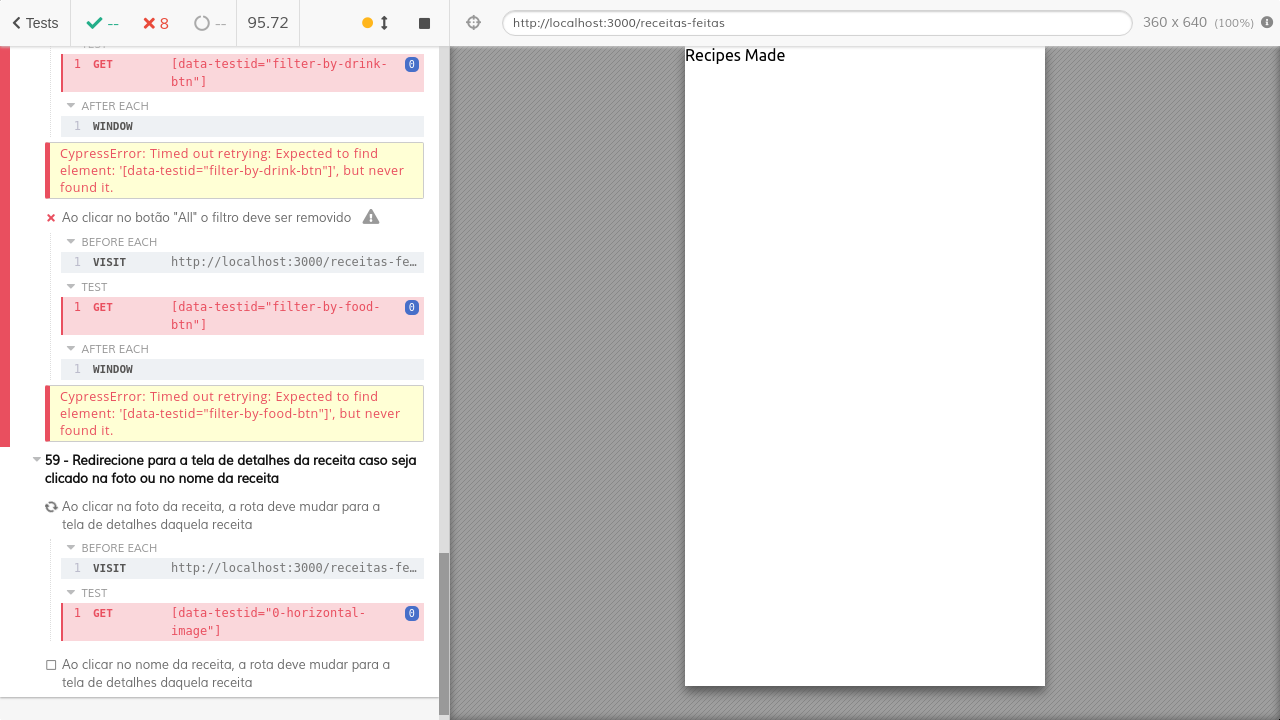 Tests
--
8
--
95.72
http://localhost:3000/receitas-feitas
360 x 640 (100%)
Recipes Made
TEST
1 GET [data-testid="filter-by-drink-
btn"] 0
AFTER EACH
1 WINDOW
CypressError: Timed out retrying: Expected to find
element: '[data-testid="filter-by-drink-btn"]', but never
found it.
Ao clicar no botão "All" o filtro deve ser removido
BEFORE EACH
1 VISIT http://localhost:3000/receitas-fe…
TEST
1 GET [data-testid="filter-by-food-
btn"] 0
AFTER EACH
1 WINDOW
CypressError: Timed out retrying: Expected to find
element: '[data-testid="filter-by-food-btn"]', but never
found it.
59 - Redirecione para a tela de detalhes da receita caso seja
clicado na foto ou no nome da receita
Ao clicar na foto da receita, a rota deve mudar para a
tela de detalhes daquela receita
BEFORE EACH
1 VISIT http://localhost:3000/receitas-fe…
TEST
1 GET [data-testid="0-horizontal-
image"] 0
Ao clicar no nome da receita, a rota deve mudar para a
tela de detalhes daquela receita